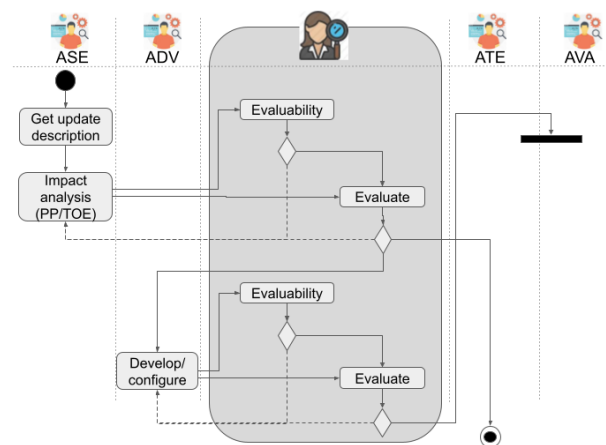 ASE
ADV
ATE
AVA
Get update
description
Evaluability
Impact
analysis
(PP/TOE)
Evaluate
Evaluability
Develop/
configure
Evaluate